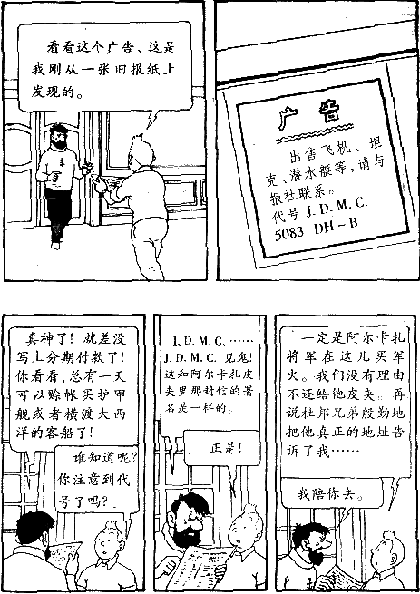 看看这个广告、这是
我刚从一张旧报纸上
发现的。
广告
出售飞机、坦
克、潜水艇等,请与
报社联系。
代号 J. D. M. C.
5083 DH-B
真神了!就差没
写上分期付款了!
你看看,总有一天
可以赊帐买护甲
舰或者横渡大西
洋的客船了!
谁知道呢?
你注意到代
号了吗?
J. D. M. C.……
J. D. M. C. 见鬼!
这和阿尔卡扎皮
夹里那封信的署
名是一样的。
正是!
一定是阿尔卡扎
将军在这儿买军
火。我们没有理由
不还给他皮夹。再
说杜邦兄弟殷勤地
把他真正的地址告
诉了我……
我陪你去。